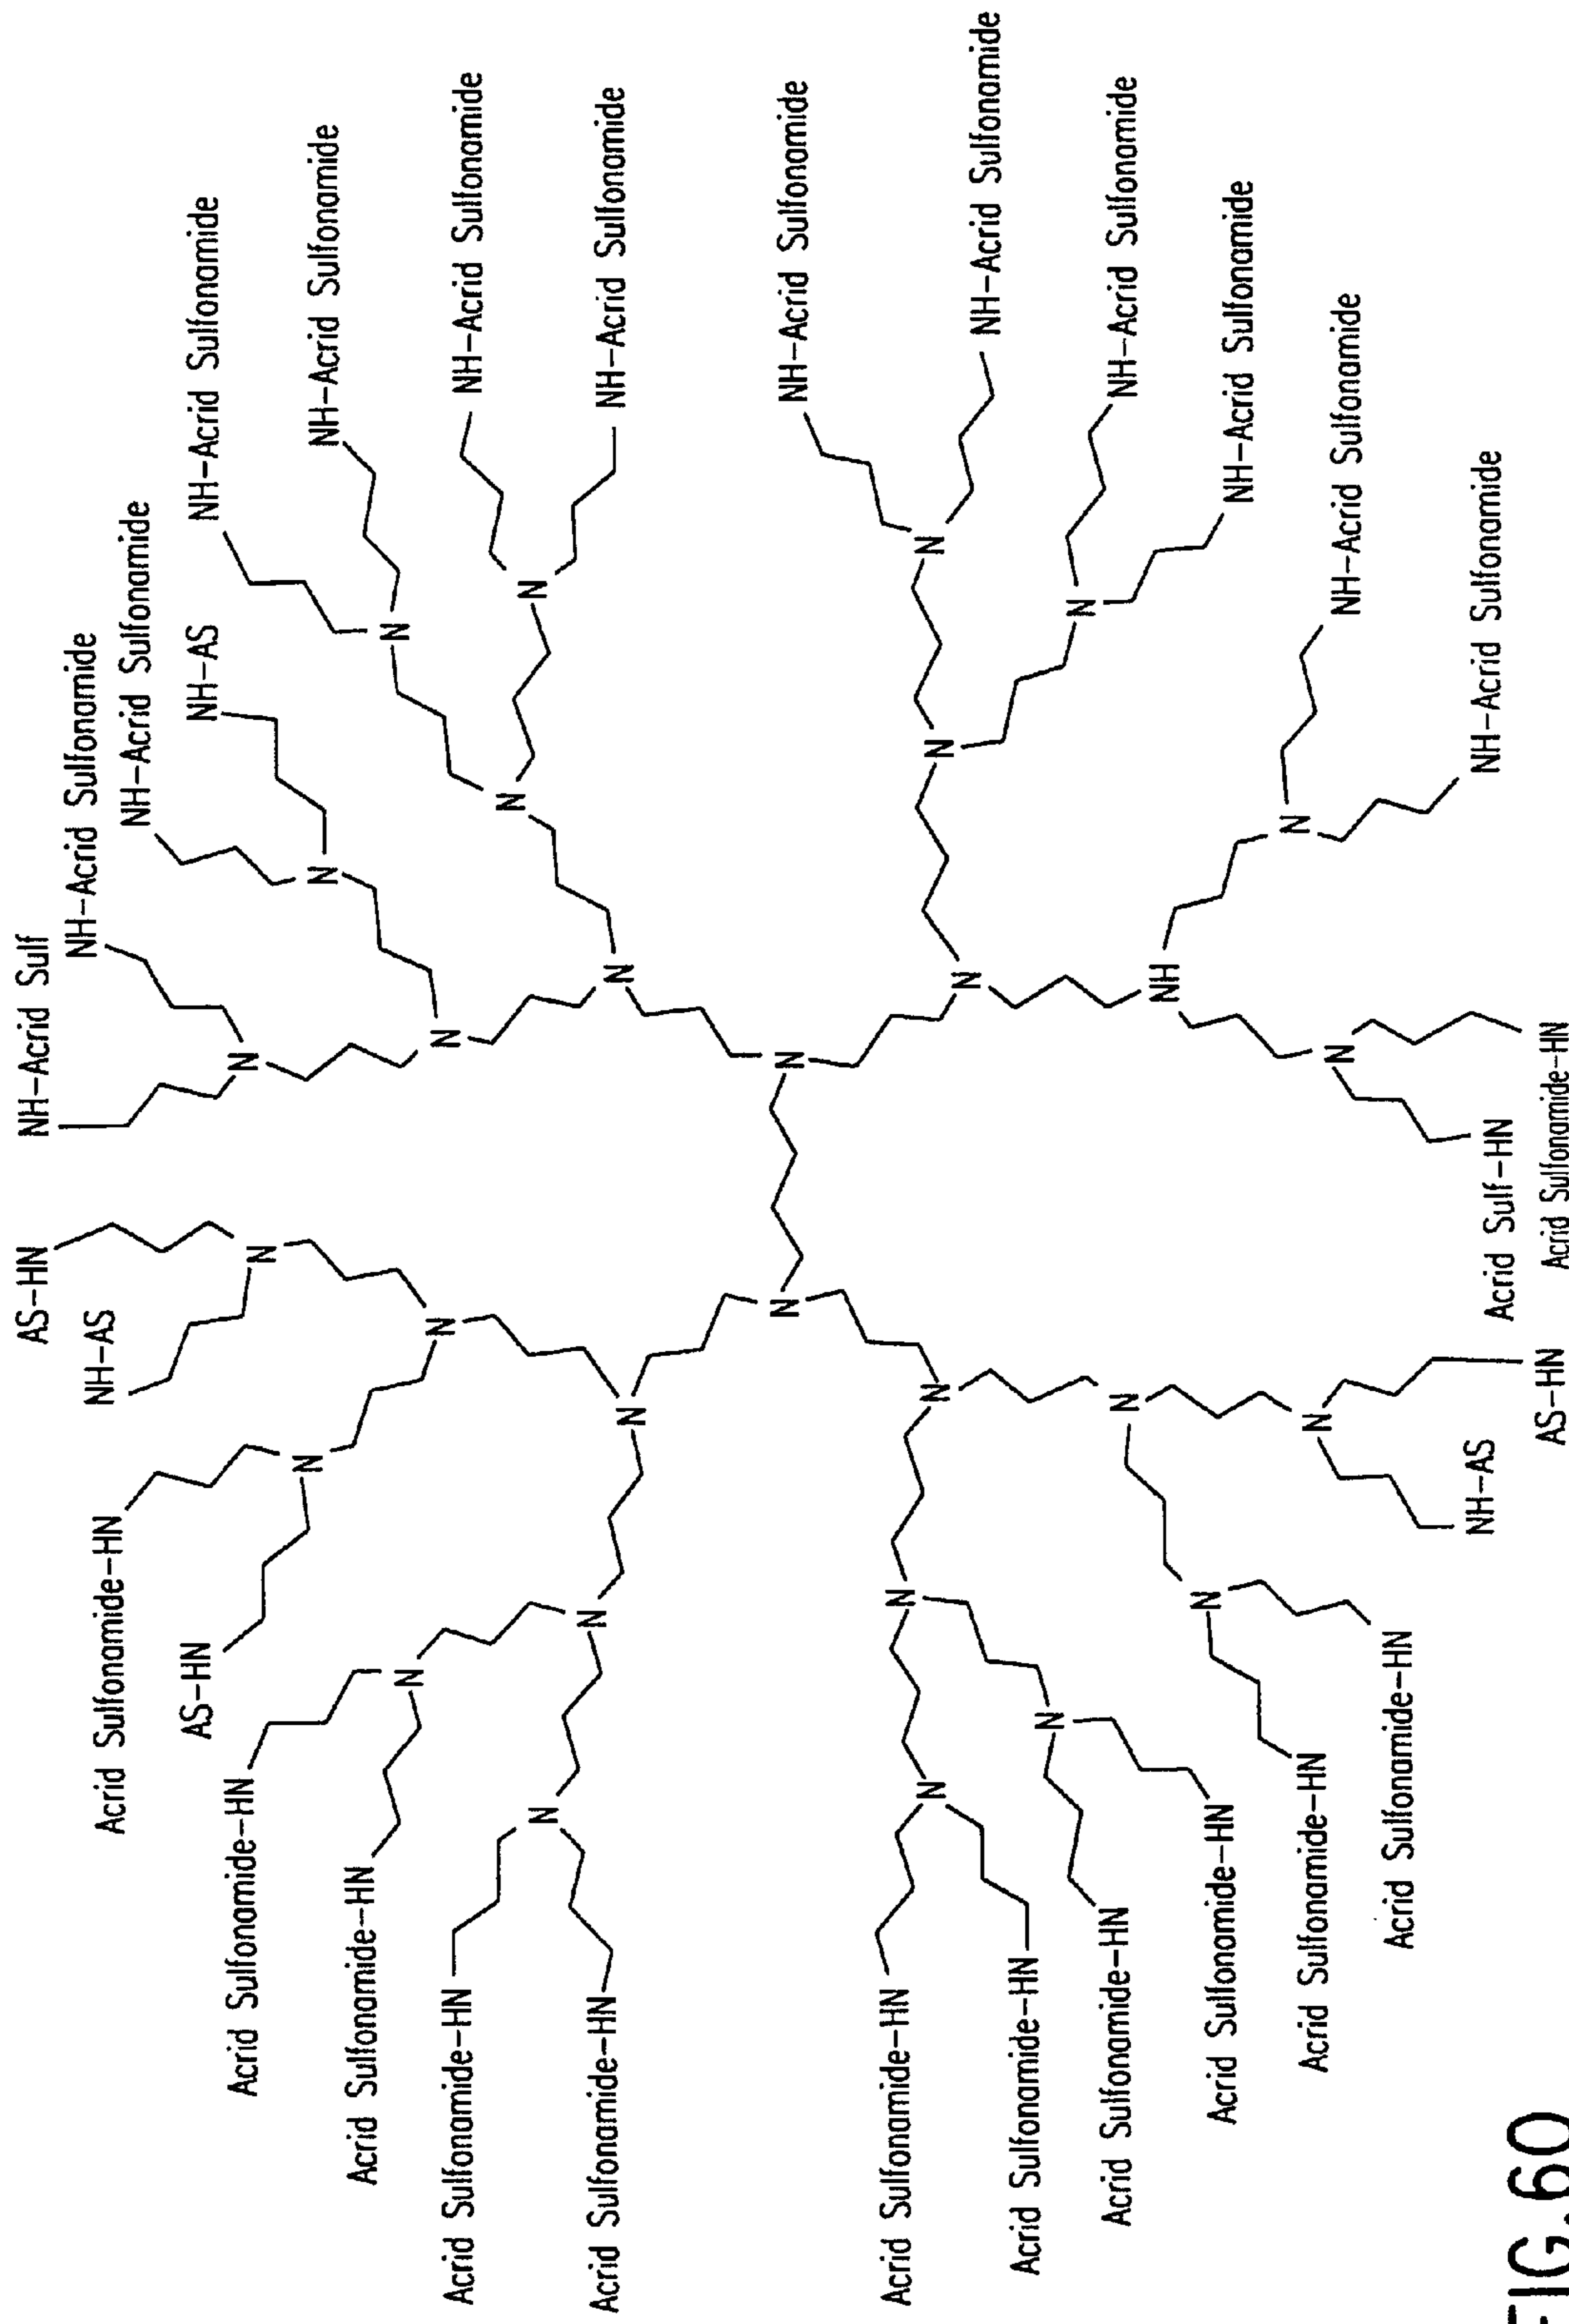 AS-HN
NH-Acrid Sulf
NH-Acrid Sulfonamide
NH-AS
Acrid Sulfonamide-HN
NH-Acrid Sulfonamide
AS-HN
NH-AS
NH-Acrid Sulfonamide
Acrid Sulfonamide-HN
N
N
N
N
NH-Acrid Sulfonamide
Acrid Sulfonamide-HN
N
N
N
N
Acrid Sulfonamide-HN
NH-Acrid Sulfonamide
N
N
N
Acrid Sulfonamide-HN
N
N
N
NH-Acrid Sulfonamide
N
N
NH-Acrid Sulfonamide
Acrid Sulfonamide-HN
N
N
N
N
N
N
NH-Acrid Sulfonamide
Acrid Sulfonamide-HN
N
N
Acrid Sulfonamide-HN
N
NH-Acrid Sulfonamide
NH
Acrid Sulfonamide-HN
N
NH-Acrid Sulfonamide
Acrid Sulfonamide-HN
N
N
N
NH-Acrid Sulfonamide
Acrid Sulfonamide-HN
NH-AS
Acrid Sulf-HN
NH-Acrid Sulfonamide
AS-HN
Acrid Sulfonamide-HN
FIG.60